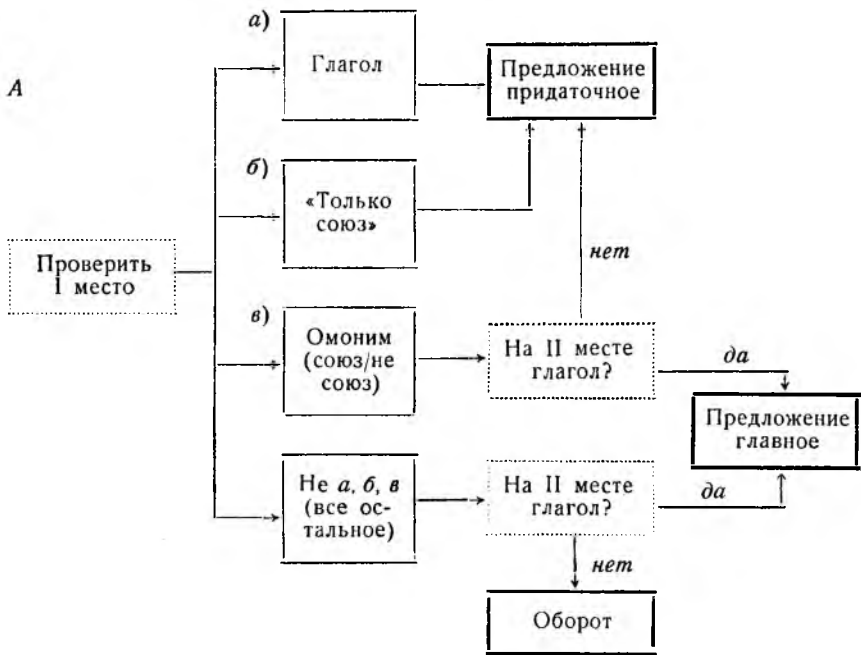 А
а)
Глагол
Предложение
придаточное
б)
«Только
союз»
нет
Проверить
I место
в)
Омоним
(союз/не
союз)
На II месте
глагол?
да
Предложение
главное
Не а, б, в
(все ос-
тальное)
На II месте
глагол?
да
нет
Оборот